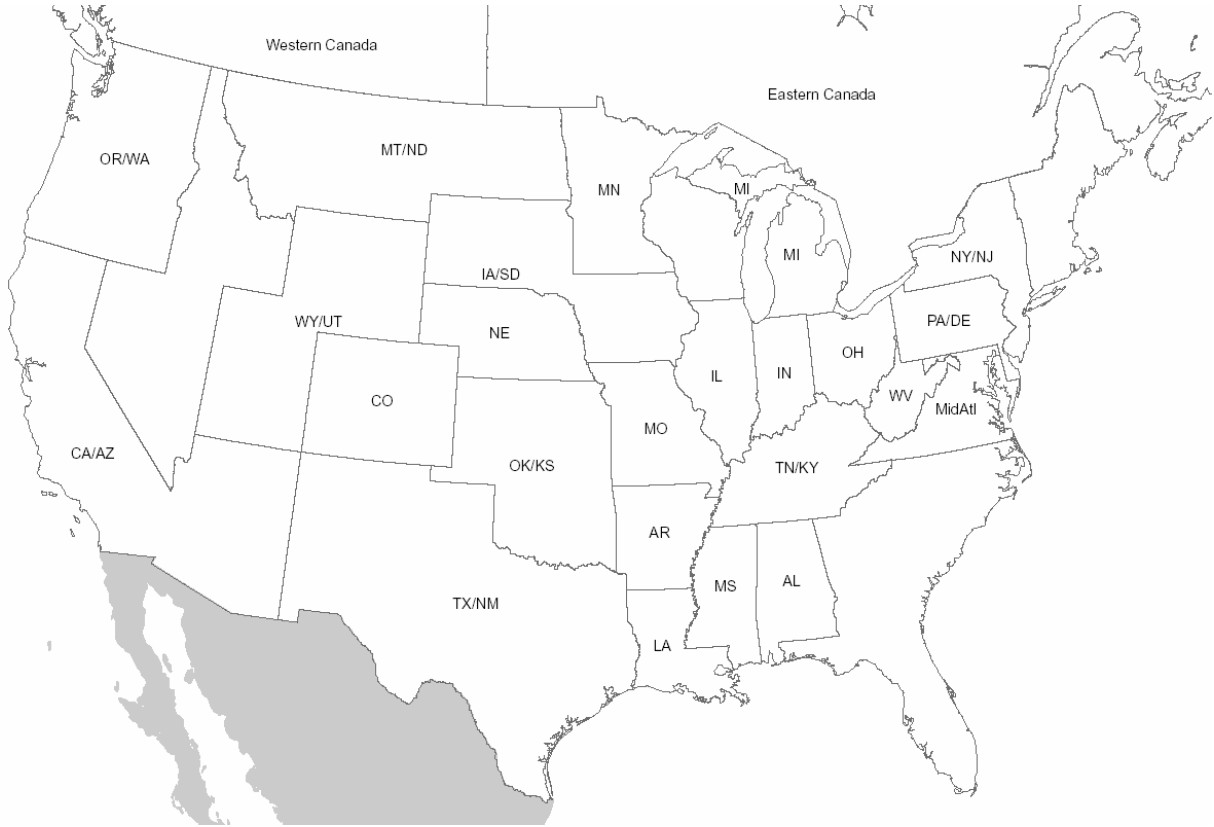 Western Canada
Eastern Canada
OR/WA
MT/ND
MN
MI
MI
NY/NJ
IA/SD
WY/UT
NE
PA/DE
OH
IL
IN
CO
WV
MidAtl
MO
CA/AZ
OK/KS
TN/KY
AR
MS
AL
TX/NM
LA